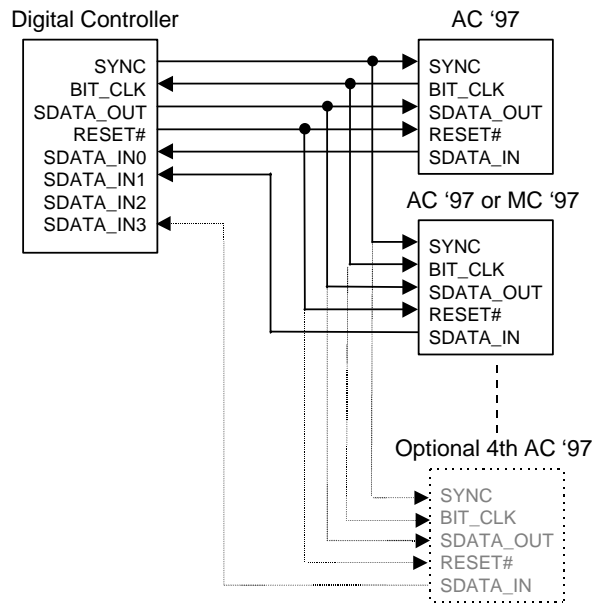 Digital Controller
SYNC
BIT_CLK
SDATA_OUT
RESET#
SDATA_IN0
SDATA_IN1
SDATA_IN2
SDATA_IN3
AC ‘97
SYNC
BIT_CLK
SDATA_OUT
RESET#
SDATA_IN
AC ‘97 or MC ‘97
SYNC
BIT_CLK
SDATA_OUT
RESET#
SDATA_IN
Optional 4th AC ‘97
SYNC
BIT_CLK
SDATA_OUT
RESET#
SDATA_IN